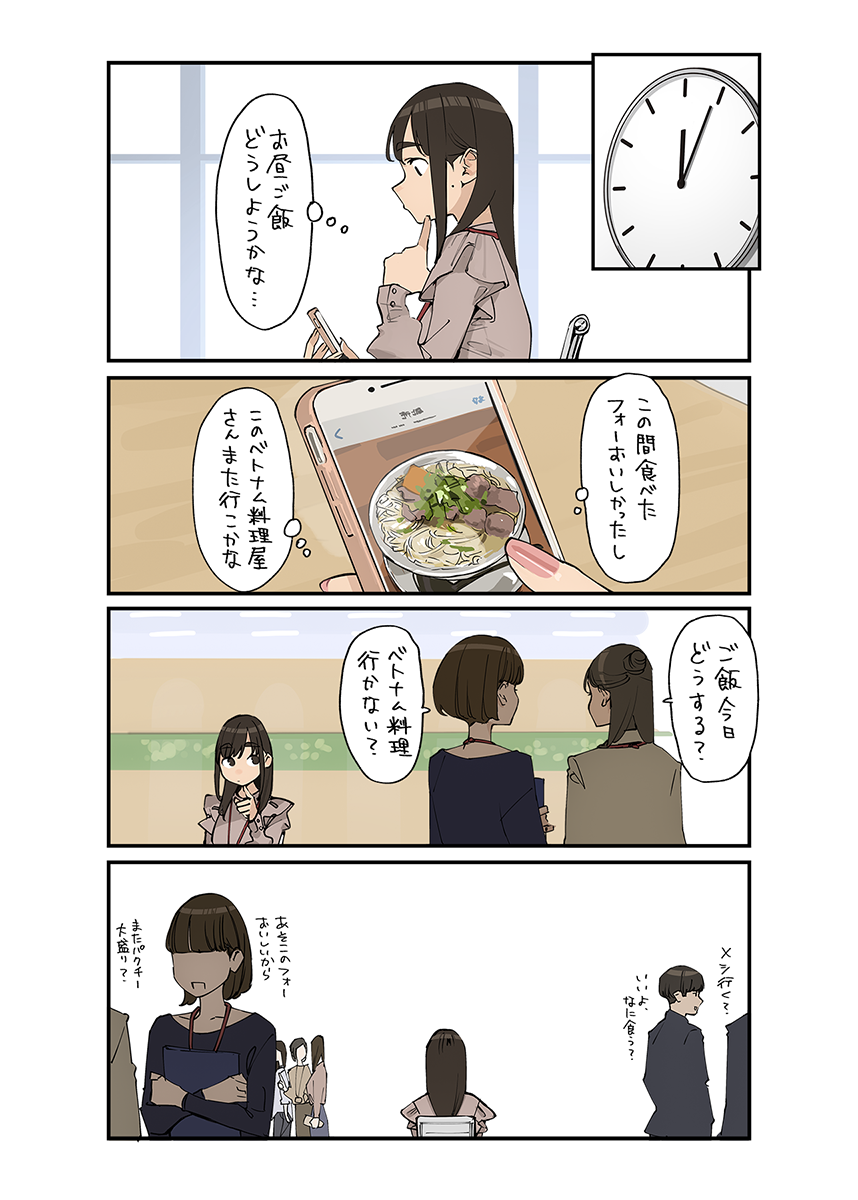 お昼ご飯
どうしようかな…
この間食べた
フォーおいしかったし
このベトナム料理屋
さんまた行こかな
ご飯今日
どうする?
ベトナム料理
行かない?
メシ行く?
いいよ、
なに食う?
あそこのフォー
おいしいから
またパクチー
大盛り?